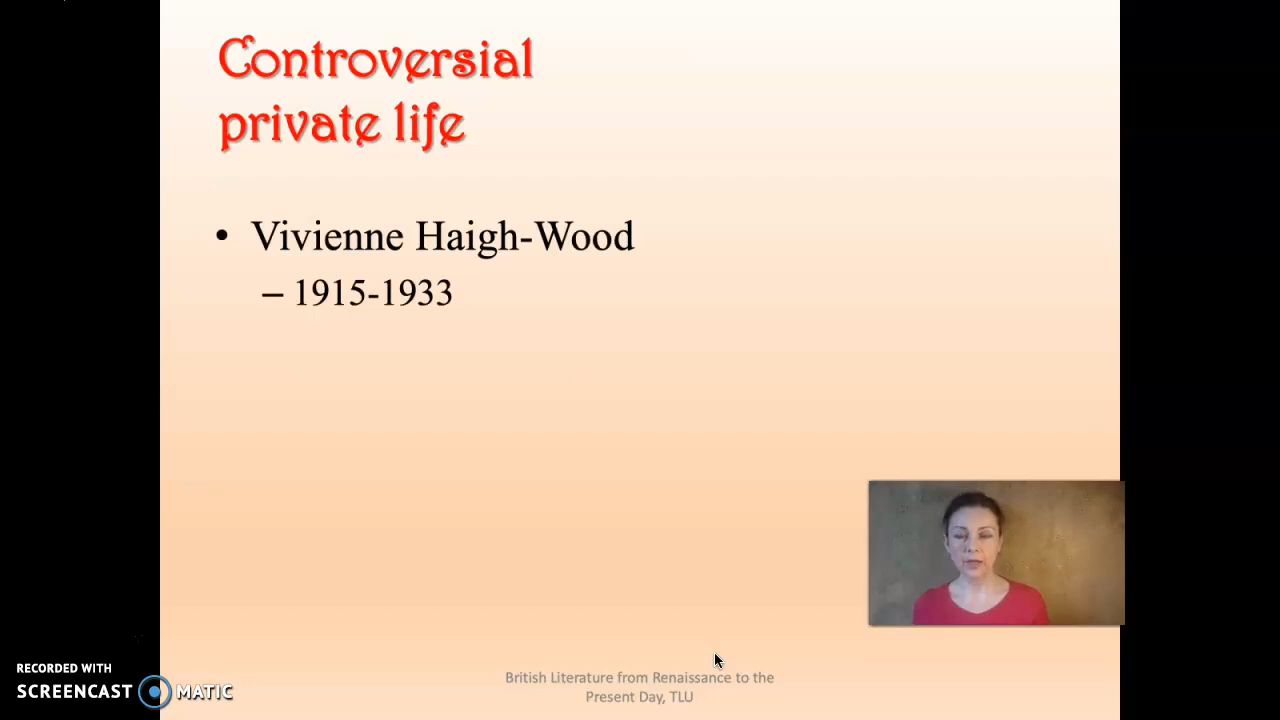 Controversial
private life
• Vivienne Haigh-Wood
– 1915-1933
British Literature from Renaissance to the
Present Day, TLU
RECORDED WITH
SCREENCAST MATIC